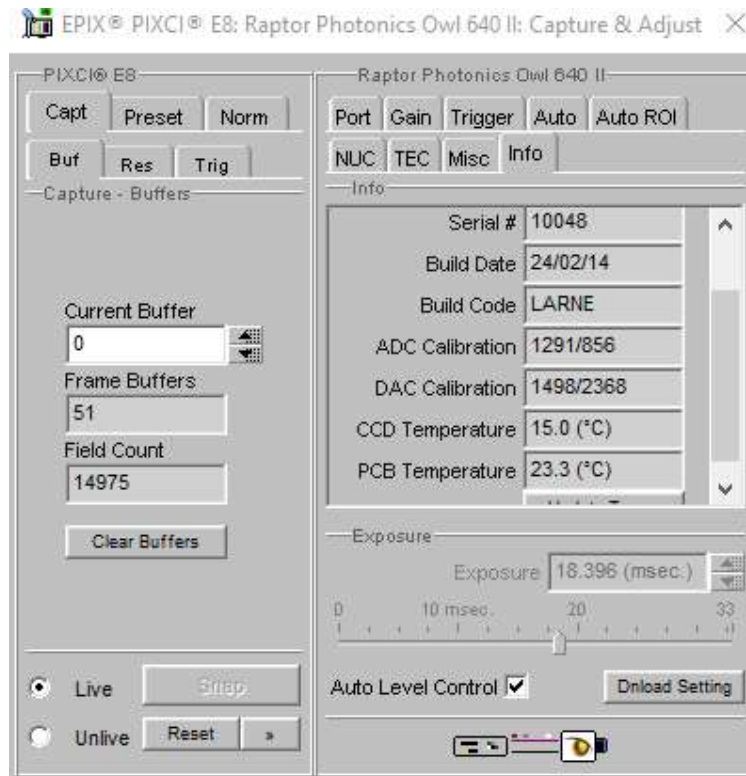 EPIX® PIXCI® E8: Raptor Photonics Owl 640 II: Capture & Adjust
PIXCI® E8
Capt Preset Norm
Buf Res Trig
Capture - Buffers
Current Buffer
0
Frame Buffers
51
Field Count
14975
Clear Buffers
Live Snap
Unlive Reset »
Raptor Photonics Owl 640 II
Port Gain Trigger Auto Auto ROI
NUC TEC Misc Info
Info
Serial # 10048
Build Date 24/02/14
Build Code LARNE
ADC Calibration 1291/856
DAC Calibration 1498/2368
CCD Temperature 15.0 (°C)
PCB Temperature 23.3 (°C)
Exposure
Exposure 18.396 (msec.)
0 10 msec. 20 33
Auto Level Control Dnload Setting